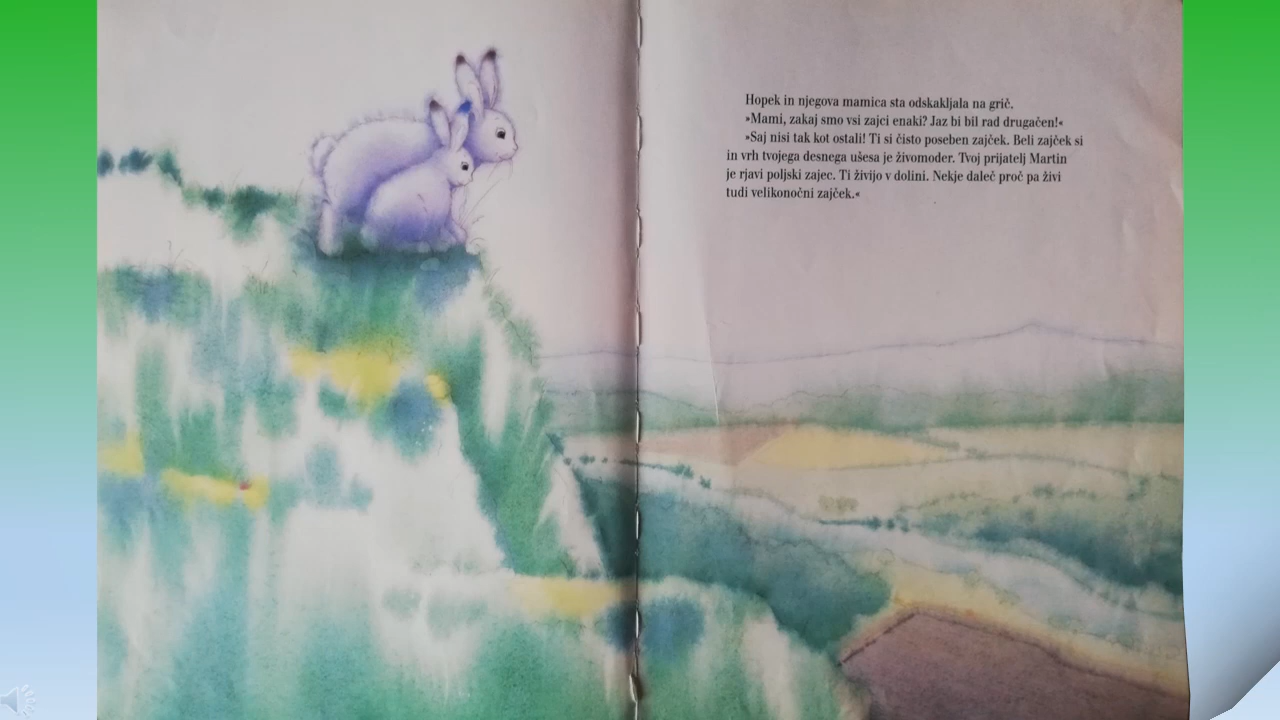 Hopek in njegova mamica sta odskakljala na grič.
»Mami, zakaj smo vsi zajci enaki? Jaz bi bil rad drugačen!«
»Saj nisi tak kot ostali! Ti si čisto poseben zajček. Beli zajček si
in vrh tvojega desnega ušesa je živomoder. Tvoj prijatelj Martin
je rjavi poljski zajec. Ti živijo v dolini. Nekje daleč proč pa živi
tudi velikonočni zajček.«